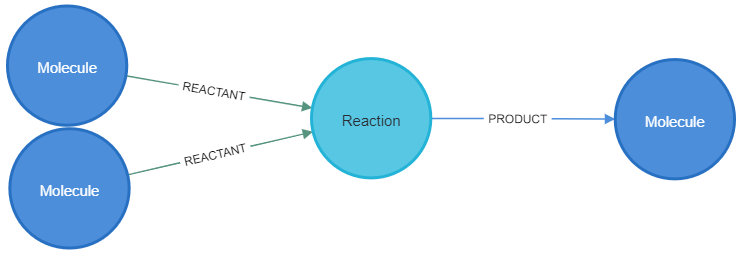 Molecule
REACTANT
Reaction
PRODUCT
Molecule
REACTANT
Molecule